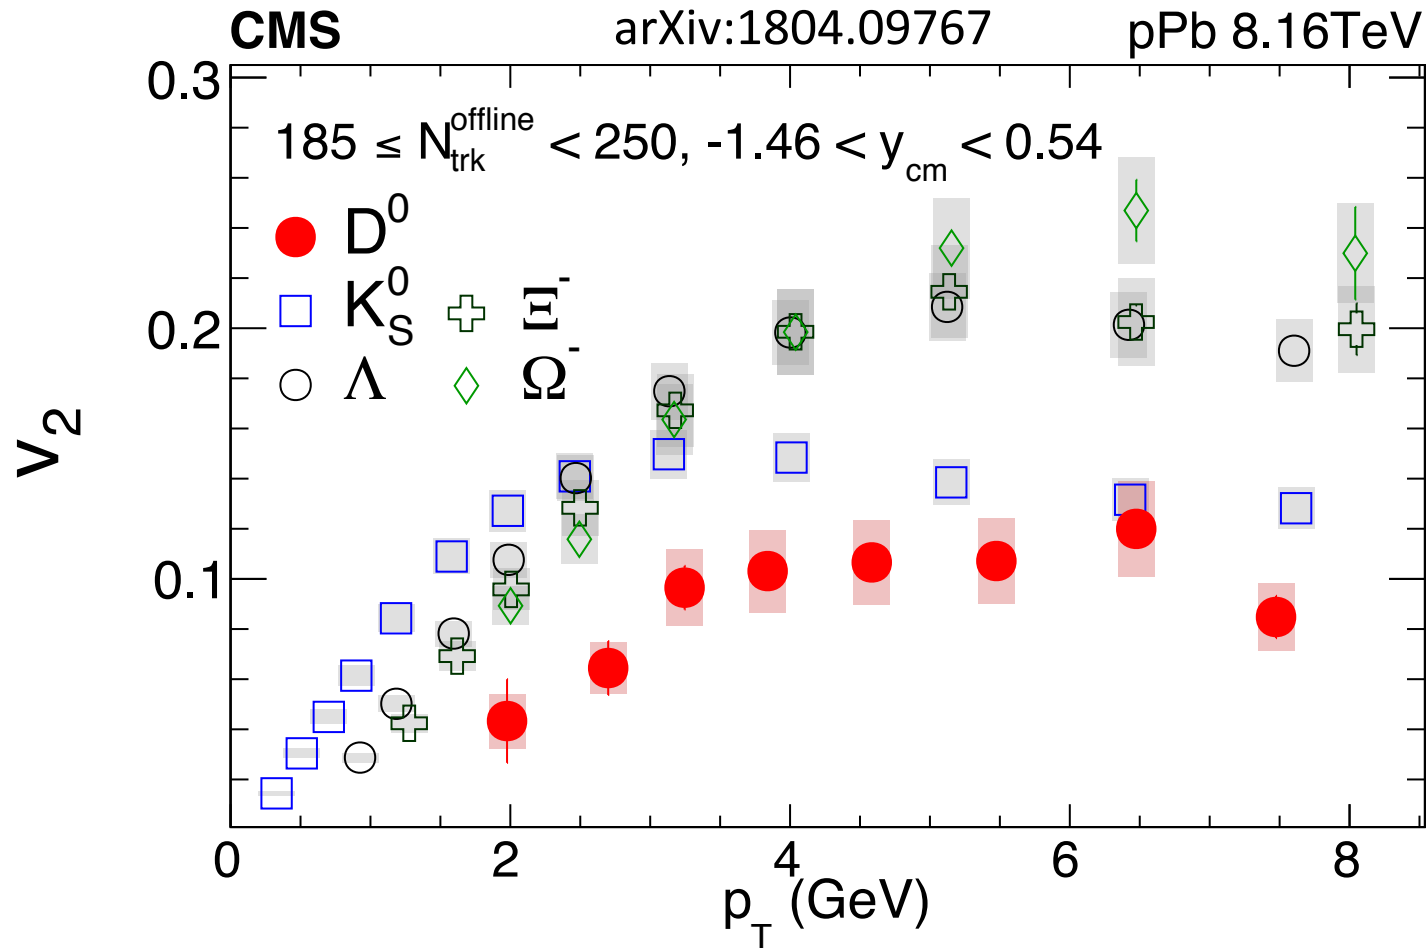 CMS arXiv:1804.09767 pPb 8.16TeV
0.3
185 ≤ N_trk^offline < 250, -1.46 < y_cm < 0.54
D^0
K_S^0 Ξ^-
Λ Ω^-
0.2
0.1
v_2
0 2 4 6 8
p_T (GeV)